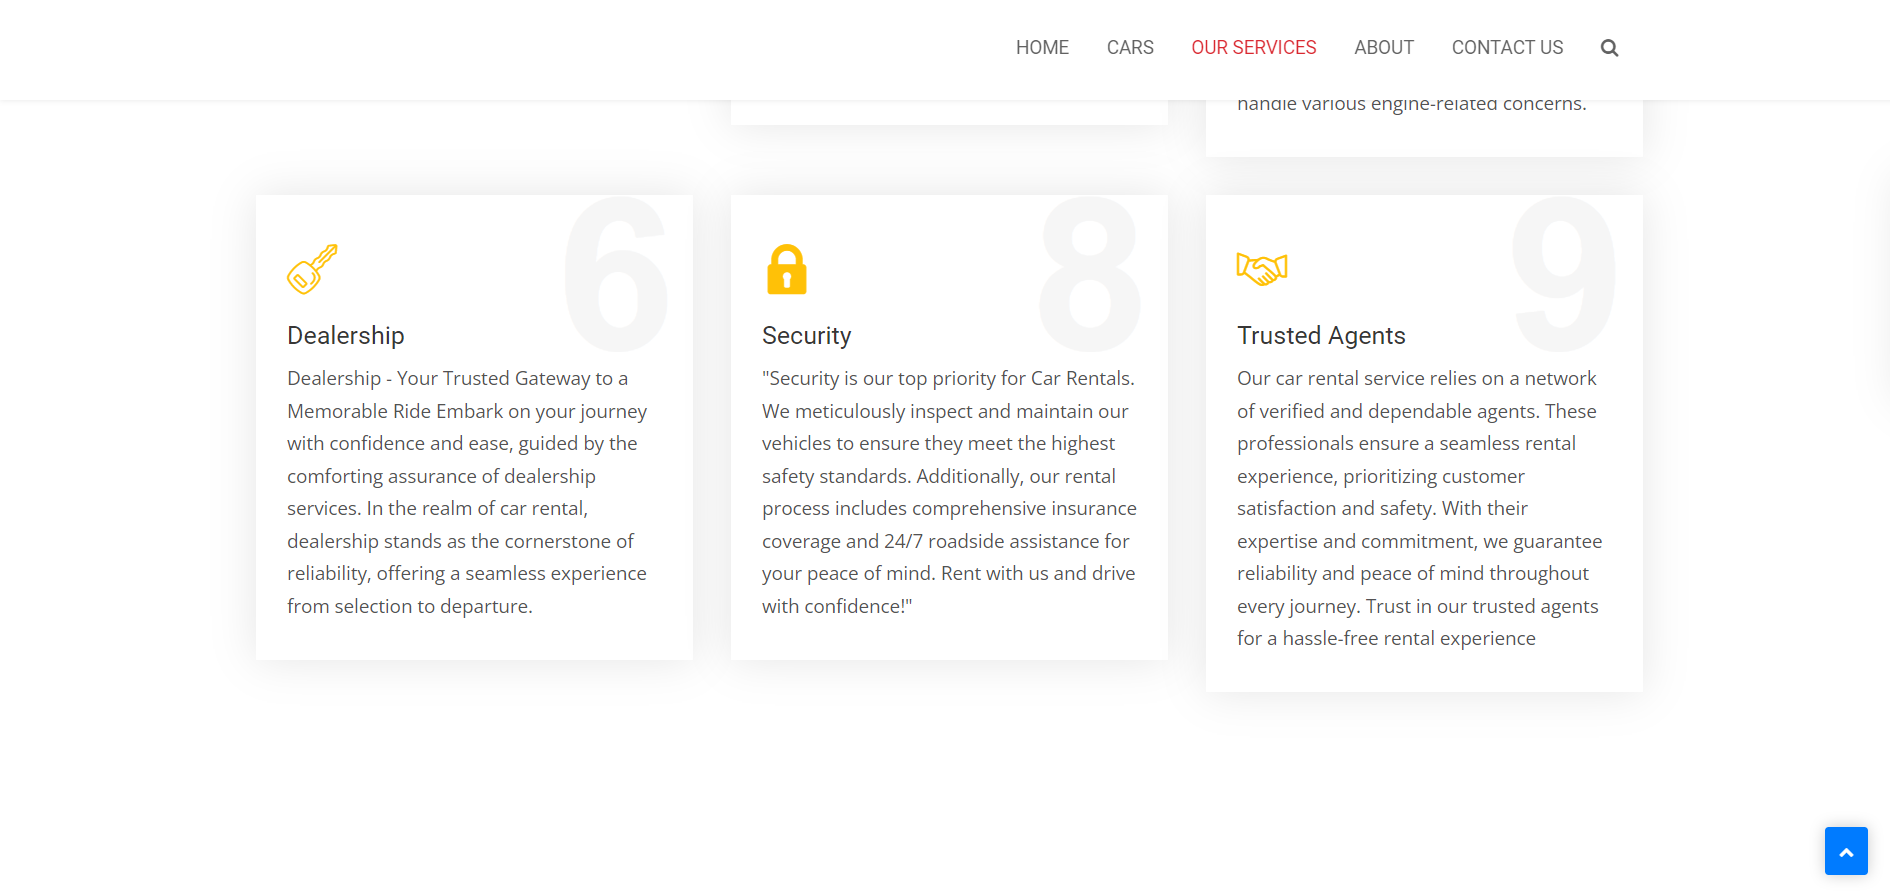 HOME CARS OUR SERVICES ABOUT CONTACT US
handle various engine-related concerns.
6
Dealership
Dealership - Your Trusted Gateway to a
Memorable Ride Embark on your journey
with confidence and ease, guided by the
comforting assurance of dealership
services. In the realm of car rental,
dealership stands as the cornerstone of
reliability, offering a seamless experience
from selection to departure.
8
Security
"Security is our top priority for Car Rentals.
We meticulously inspect and maintain our
vehicles to ensure they meet the highest
safety standards. Additionally, our rental
process includes comprehensive insurance
coverage and 24/7 roadside assistance for
your peace of mind. Rent with us and drive
with confidence!"
9
Trusted Agents
Our car rental service relies on a network
of verified and dependable agents. These
professionals ensure a seamless rental
experience, prioritizing customer
satisfaction and safety. With their
expertise and commitment, we guarantee
reliability and peace of mind throughout
every journey. Trust in our trusted agents
for a hassle-free rental experience